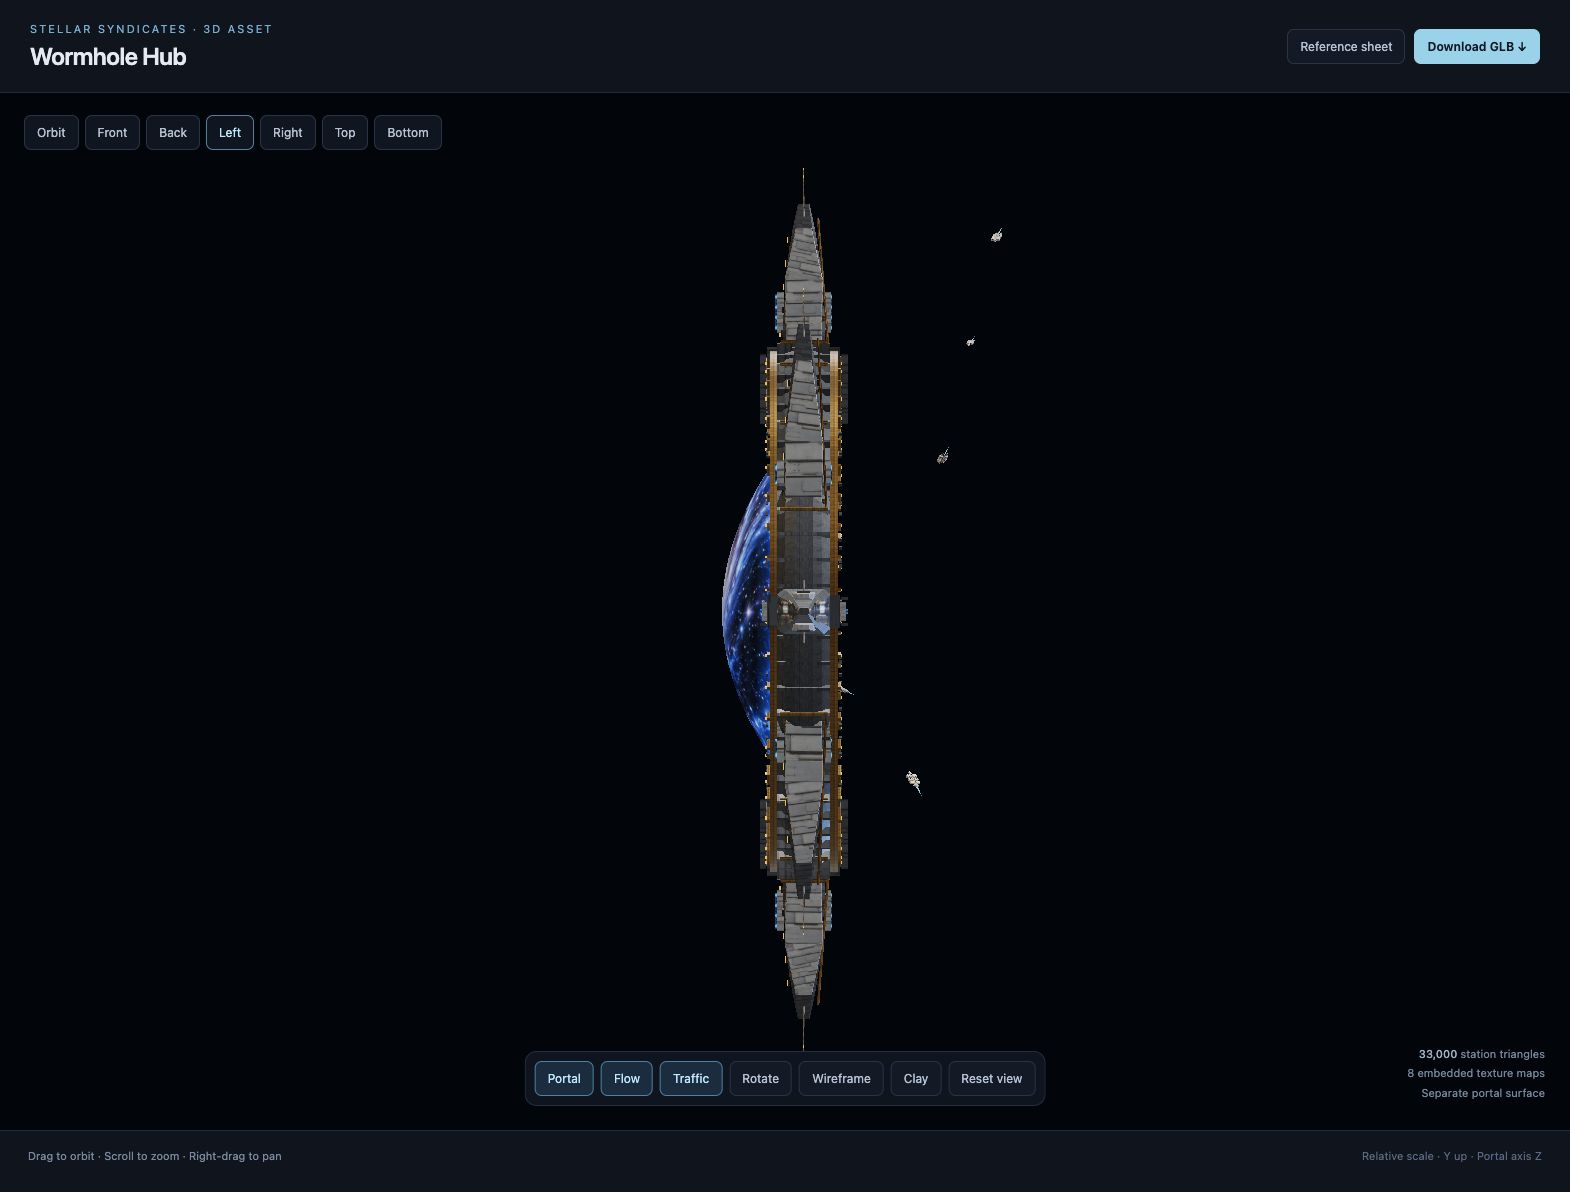 STELLAR SYNDICATES · 3D ASSET
Wormhole Hub
Reference sheet
Download GLB ↓
Orbit
Front
Back
Left
Right
Top
Bottom
Portal
Flow
Traffic
Rotate
Wireframe
Clay
Reset view
33,000 station triangles
8 embedded texture maps
Separate portal surface
Drag to orbit · Scroll to zoom · Right-drag to pan
Relative scale · Y up · Portal axis Z